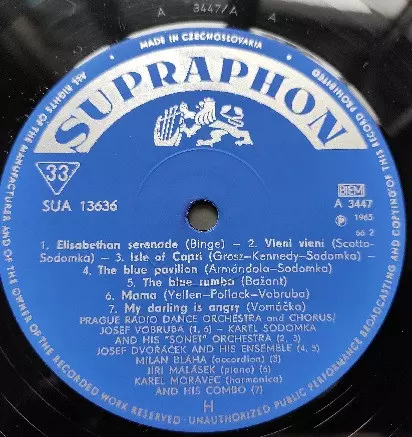 A 3447/A A
MADE IN CZECHOSLOVAKIA
SUPRAPHON
ALL RIGHTS OF THE MANUFACTURER AND OF THE OWNER OF THE RECORDED WORK RESERVED - UNAUTHORIZED PUBLIC PERFORMANCE BROADCASTING AND COPYING OF THIS RECORD PROHIBITED
33
SUA 13636
BIEM
A 3447
℗ 1965
66 2
1. Elisabethan serenade (Binge) – 2. Vieni vieni (Scotto-
Sodomka) – 3. Isle of Capri (Grosz-Kennedy-Sodomka) –
4. The blue pavilion (Armándola-Sodomka)
5. The blue rumba (Bažant)
6. Mama (Yellen-Pollack-Vobruba)
7. My darling is angry (Vomáčka)
PRAGUE RADIO DANCE ORCHESTRA and CHORUS/
JOSEF VOBRUBA (1, 6) – KAREL SODOMKA
AND HIS "SONET" ORCHESTRA (2, 3)
JOSEF DVOŘÁČEK AND HIS ENSEMBLE (4, 5)
MILAN BLÁHA (accordion) (3)
JIŘÍ MALÁSEK (piano) (6)
KAREL MORAVEC (harmonica)
AND HIS COMBO (7)
H